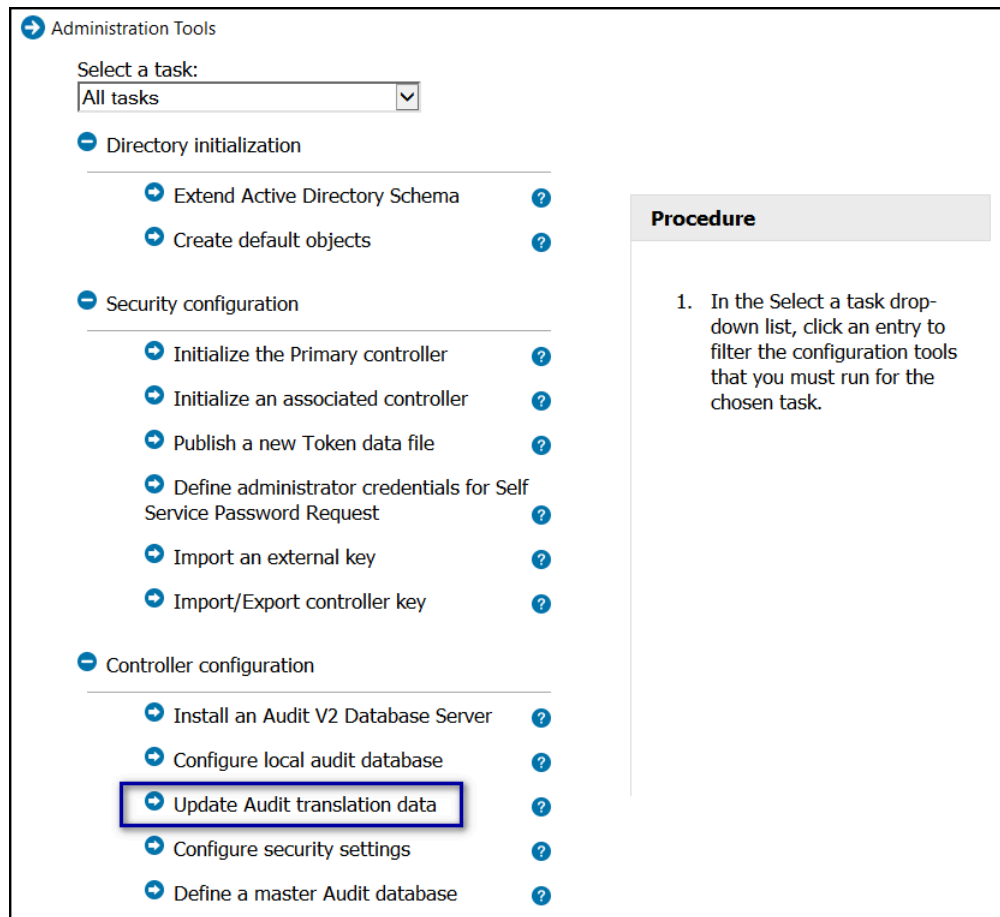 Administration Tools
Select a task:
All tasks
Directory initialization
Extend Active Directory Schema
?
Create default objects
?
Security configuration
Initialize the Primary controller
?
Initialize an associated controller
?
Publish a new Token data file
?
Define administrator credentials for Self
Service Password Request
?
Import an external key
?
Import/Export controller key
?
Controller configuration
Install an Audit V2 Database Server
?
Configure local audit database
?
Update Audit translation data
?
Configure security settings
?
Define a master Audit database
?
Procedure
1. In the Select a task drop-
down list, click an entry to
filter the configuration tools
that you must run for the
chosen task.